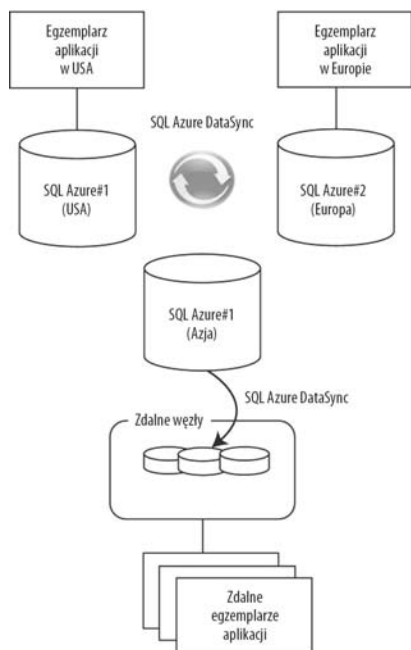 Egzemplarz
aplikacji
w USA
Egzemplarz
aplikacji
w Europie
SQL Azure DataSync
SQL Azure#1
(USA)
SQL Azure#2
(Europa)
SQL Azure#1
(Azja)
SQL Azure DataSync
Zdalne węzły
Zdalne
egzemplarze
aplikacji